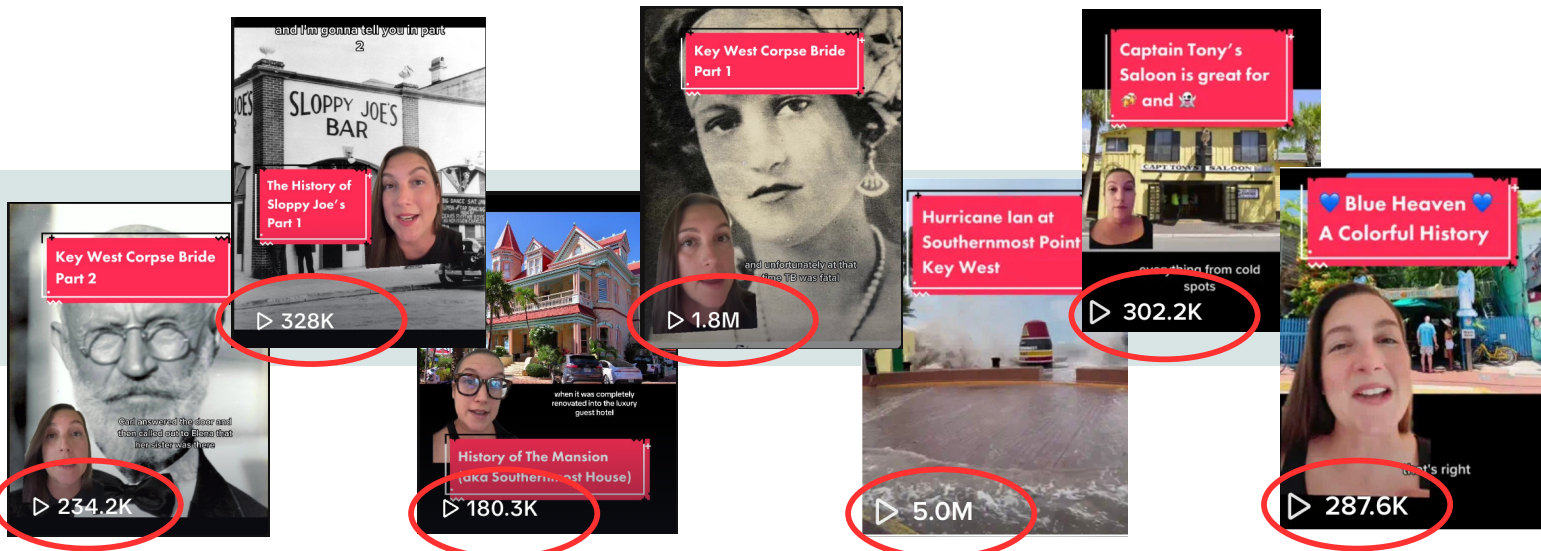 Key West Corpse Bride
Part 2
Carl answered the door and
then called out to Elena that
her sister was there
234.2K
and I'm gonna tell you in part
2
SLOPPY JOE'S
BAR
The History of
Sloppy Joe's
Part 1
328K
when it was completely
renovated into the luxury
guest hotel
History of The Mansion
(aka Southernmost House)
180.3K
Key West Corpse Bride
Part 1
and unfortunately at that
time TB was fatal
1.8M
Hurricane Ian at
Southernmost Point
Key West
5.0M
Captain Tony's
Saloon is great for
🍻 and 👻
CAPT TONY'S SALOON
everything from cold
spots
302.2K
💙 Blue Heaven 💙
A Colorful History
that's right
287.6K